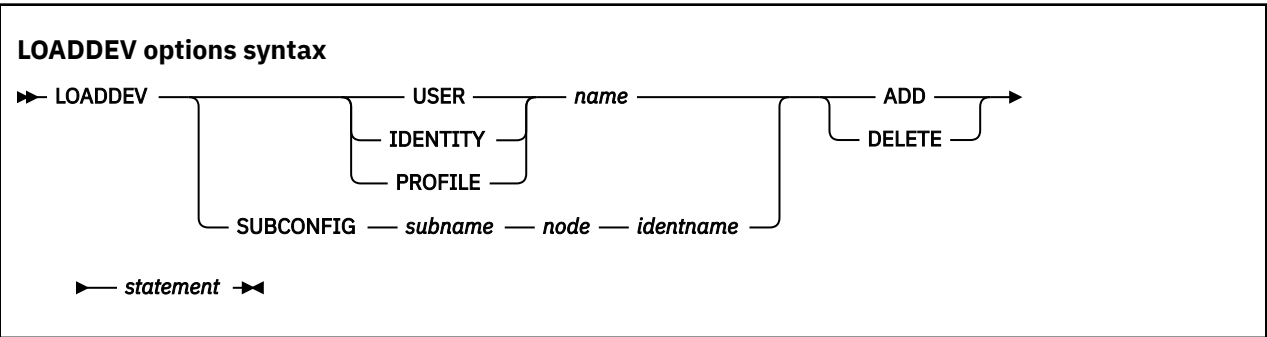 LOADDEV options syntax
LOADDEV USER name ADD
IDENTITY DELETE
PROFILE
SUBCONFIG subname node identname
statement